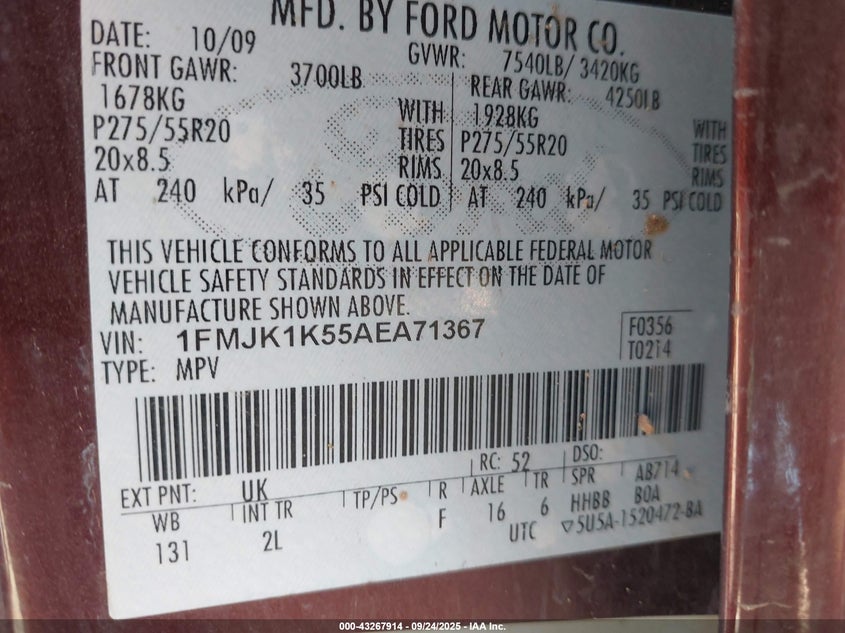 MFD. BY FORD MOTOR CO.
DATE: 10/09 GVWR: 7540LB/ 3420KG
FRONT GAWR: 3700LB REAR GAWR: 4250LB
1678KG WITH 1928KG WITH
P275/55R20 TIRES P275/55R20 TIRES
20x8.5 RIMS 20x8.5 RIMS
AT 240 kPa/ 35 PSI COLD AT 240 kPa/ 35 PSI COLD
THIS VEHICLE CONFORMS TO ALL APPLICABLE FEDERAL MOTOR
VEHICLE SAFETY STANDARDS IN EFFECT ON THE DATE OF
MANUFACTURE SHOWN ABOVE.
VIN: 1FMJK1K55AEA71367 F0356
TYPE: MPV T0214
EXT PNT: UK RC: 52 DSO:
WB INT TR TP/PS R AXLE TR SPR AB714
131 2L F 16 6 HHBB B0A
UTC ▽5U5A-1520472-BA
000-43267914 - 09/24/2025 - IAA Inc.